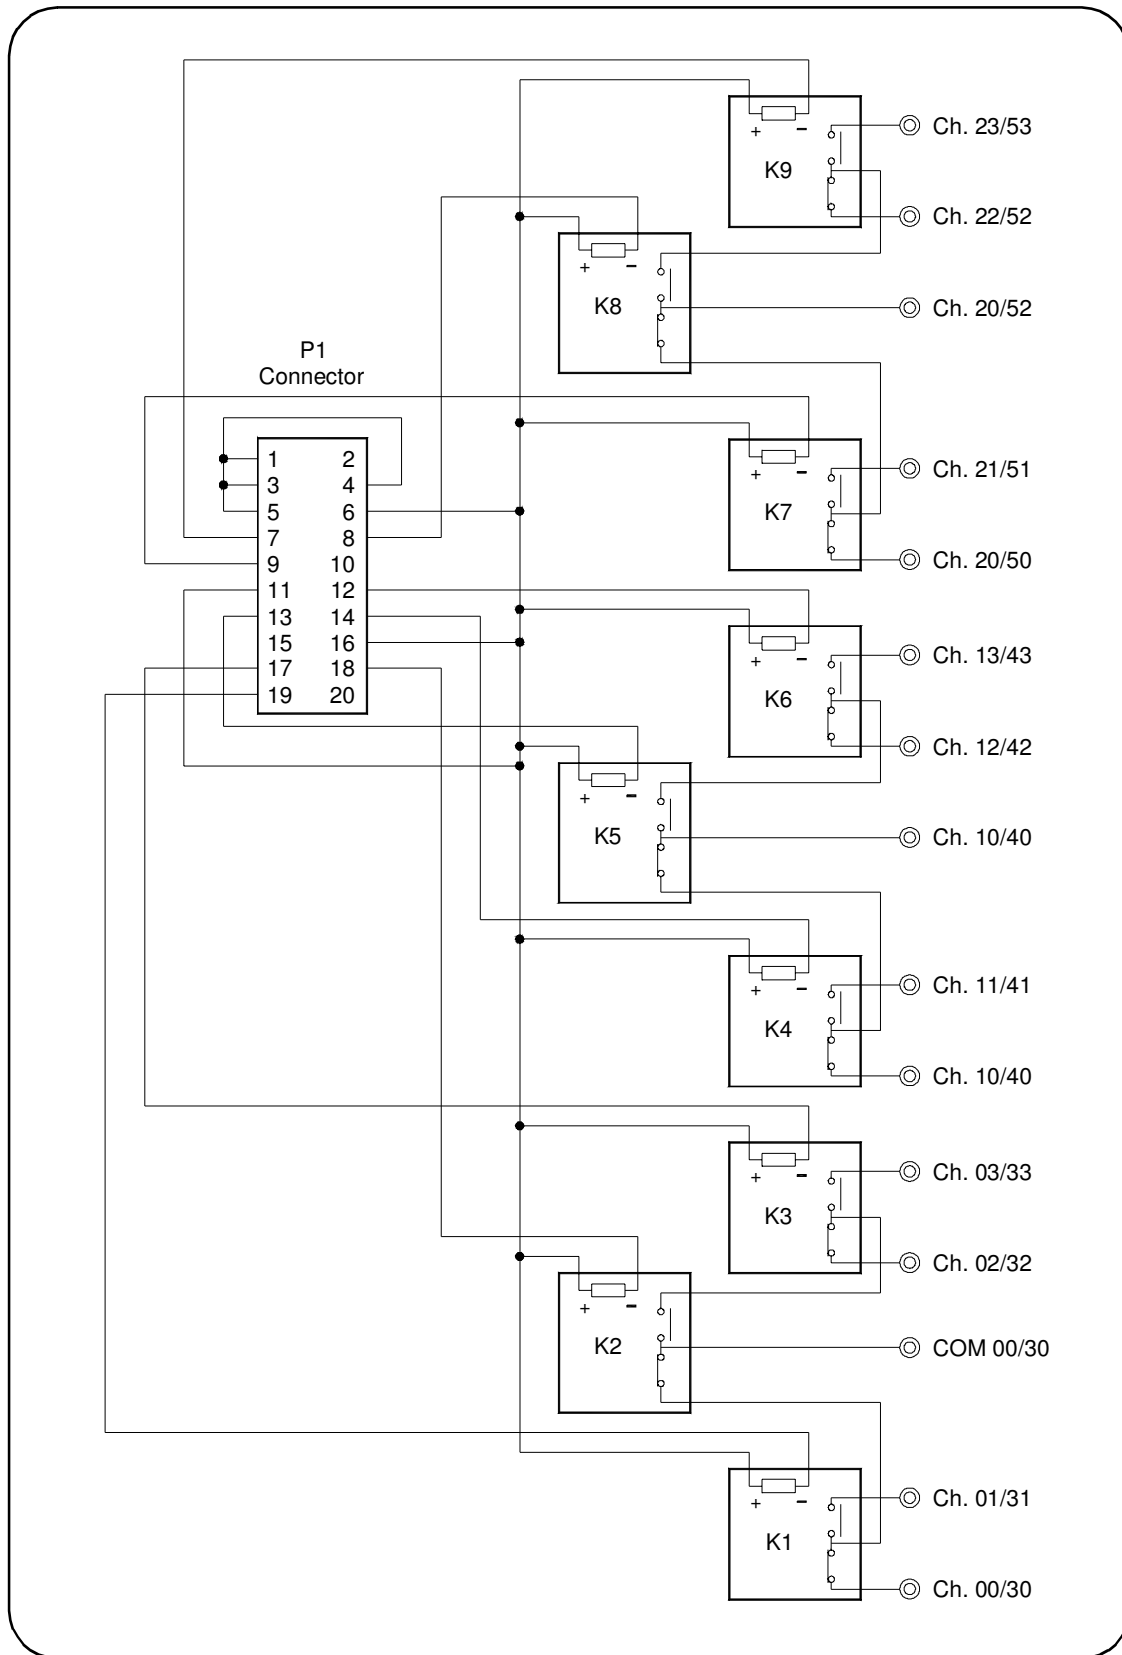 + −
K9
Ch. 23/53
Ch. 22/52
+ −
K8
Ch. 20/52
P1
Connector
1 2
3 4
5 6
7 8
9 10
11 12
13 14
15 16
17 18
19 20
+ −
K7
Ch. 21/51
Ch. 20/50
+ −
K6
Ch. 13/43
Ch. 12/42
+ −
K5
Ch. 10/40
+ −
K4
Ch. 11/41
Ch. 10/40
+ −
K3
Ch. 03/33
Ch. 02/32
+ −
K2
COM 00/30
+ −
K1
Ch. 01/31
Ch. 00/30